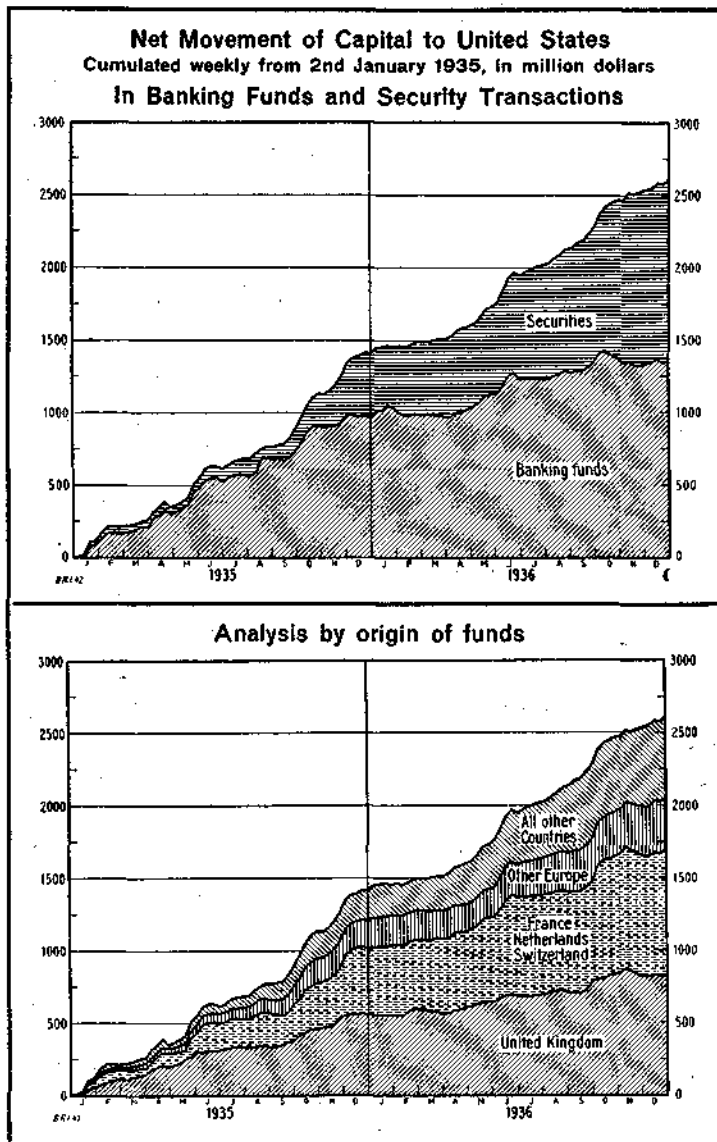 Net Movement of Capital to United States
Cumulated weekly from 2nd January 1935, in million dollars
In Banking Funds and Security Transactions
3000 3000
2500 2500
2000 2000
Securities
1500 1500
1000 1000
Banking funds
500 500
0 0
J F M A M J J A S O N D J F M A M J J A S O N D
1935 1936
Analysis by origin of funds
3000 3000
2500 2500
2000 2000
All other
Countries
1500 Other Europe 1500
France
Netherlands
1000 Switzerland 1000
500 500
United Kingdom
0 0
J F M A M J J A S O N D J F M A M J J A S O N D
1935 1936